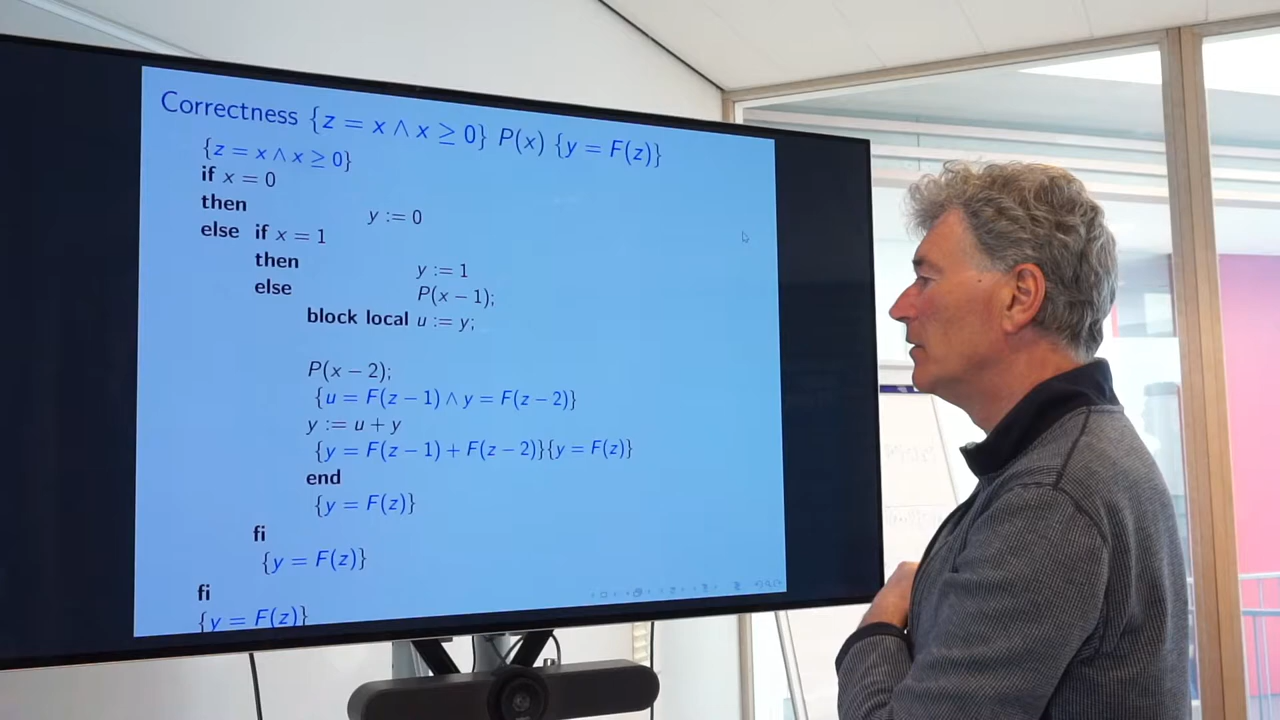 Correctness {z = x ∧ x ≥ 0} P(x) {y = F(z)}
{z = x ∧ x ≥ 0}
if x = 0
then y := 0
else if x = 1
then y := 1
else P(x − 1);
block local u := y;
P(x − 2);
{u = F(z − 1) ∧ y = F(z − 2)}
y := u + y
{y = F(z − 1) + F(z − 2)}{y = F(z)}
end
{y = F(z)}
fi
{y = F(z)}
fi
{y = F(z)}